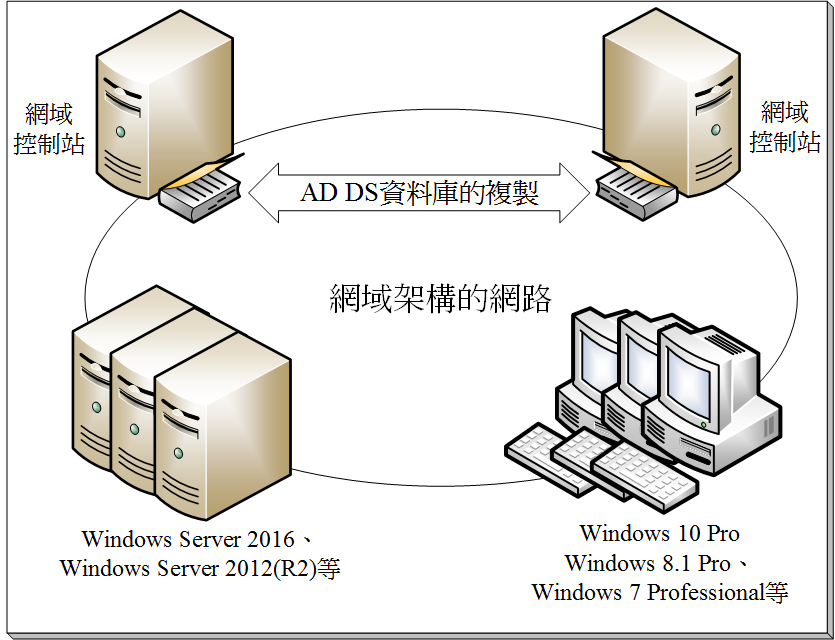 網域
控制站
網域
控制站
AD DS資料庫的複製
網域架構的網路
Windows Server 2016、
Windows Server 2012(R2)等
Windows 10 Pro
Windows 8.1 Pro、
Windows 7 Professional等